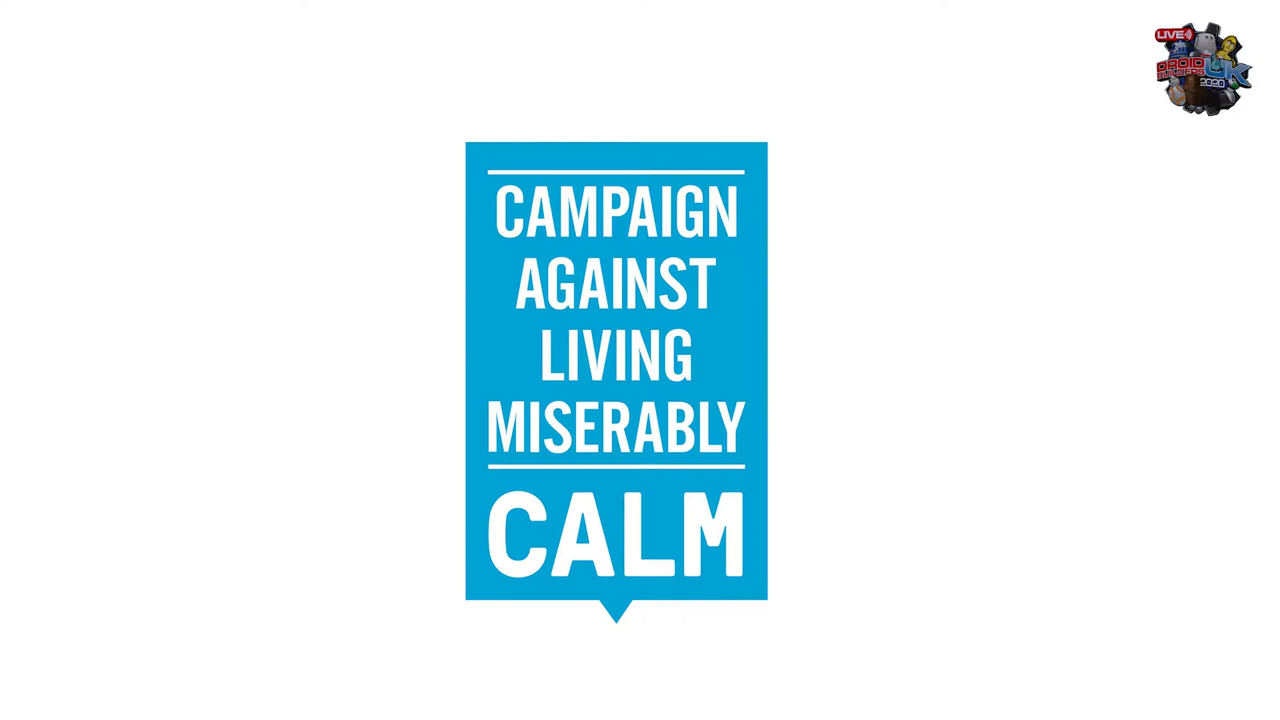 LIVE
DROID UK
BUILDERS
2020
CAMPAIGN
AGAINST
LIVING
MISERABLY
CALM